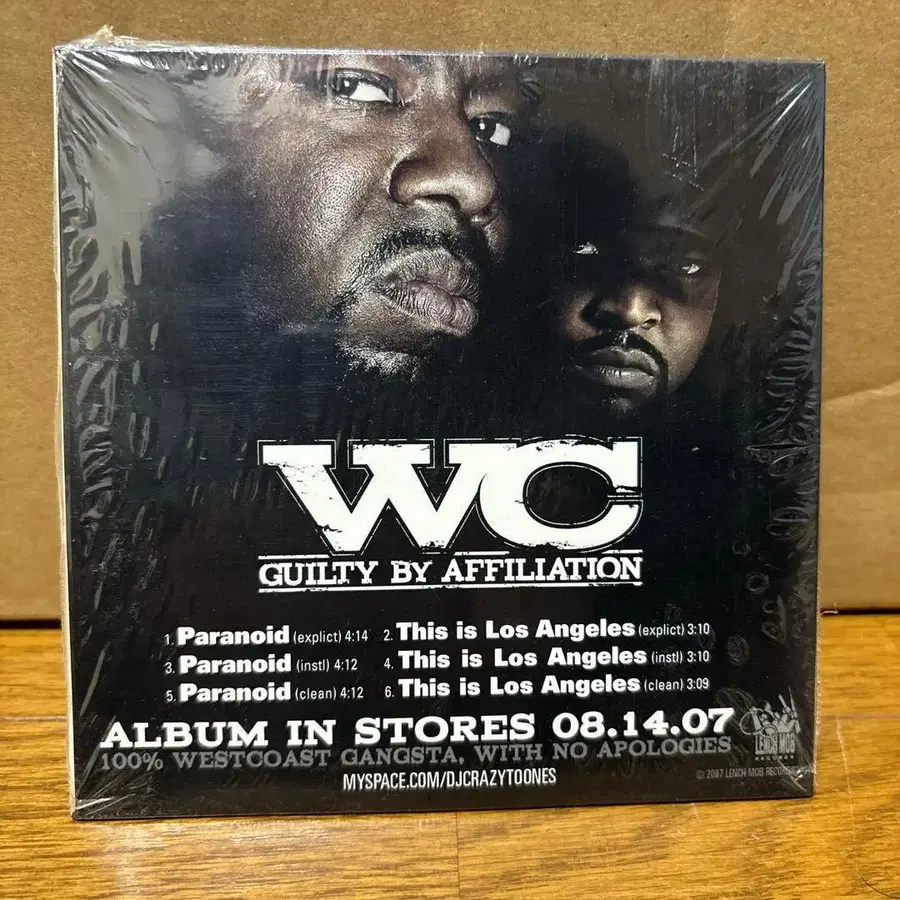 WC
GUILTY BY AFFILIATION
1. Paranoid (explict) 4:14 2. This is Los Angeles (explict) 3:10
3. Paranoid (instl) 4:12 4. This is Los Angeles (instl) 3:10
5. Paranoid (clean) 4:12 6. This is Los Angeles (clean) 3:09
ALBUM IN STORES 08.14.07
100% WESTCOAST GANGSTA, WITH NO APOLOGIES
MYSPACE.COM/DJCRAZYTOONES
LENCH MOB
RECORDS
© 2007 LENCH MOB RECORDS